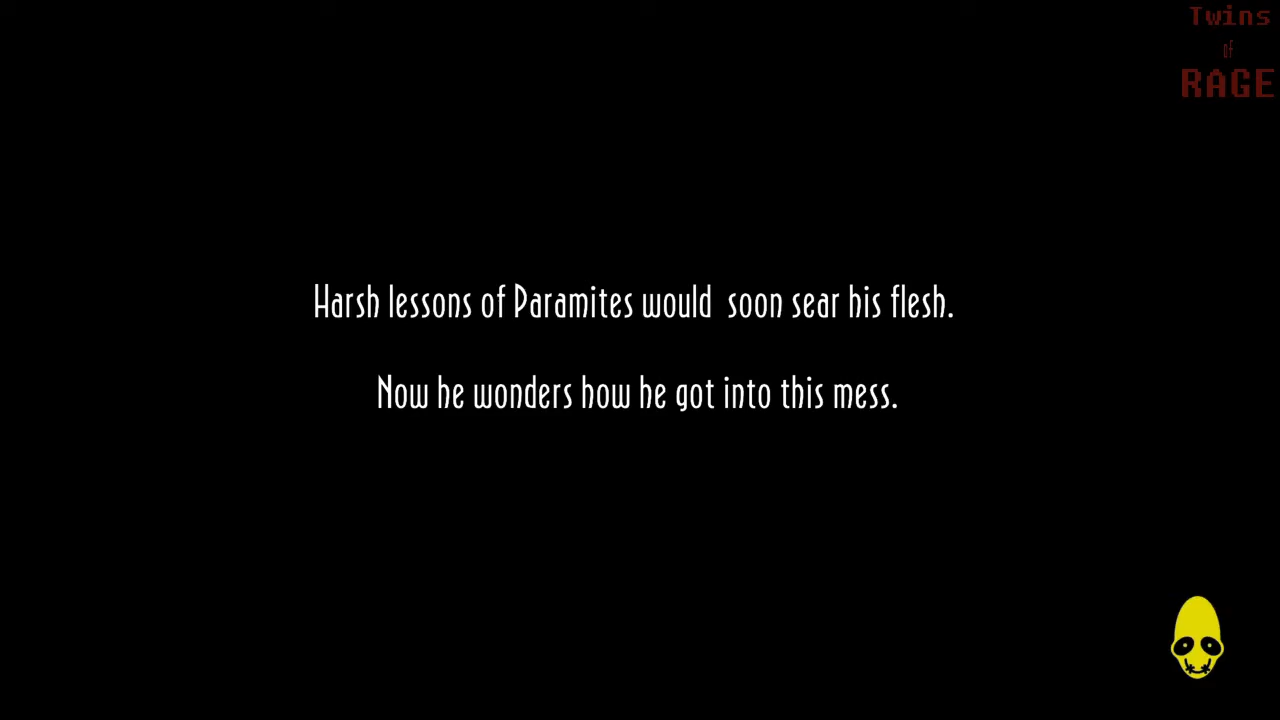 Twins
of
RAGE
Harsh lessons of Paramites would  soon sear his flesh.
Now he wonders how he got into this mess.